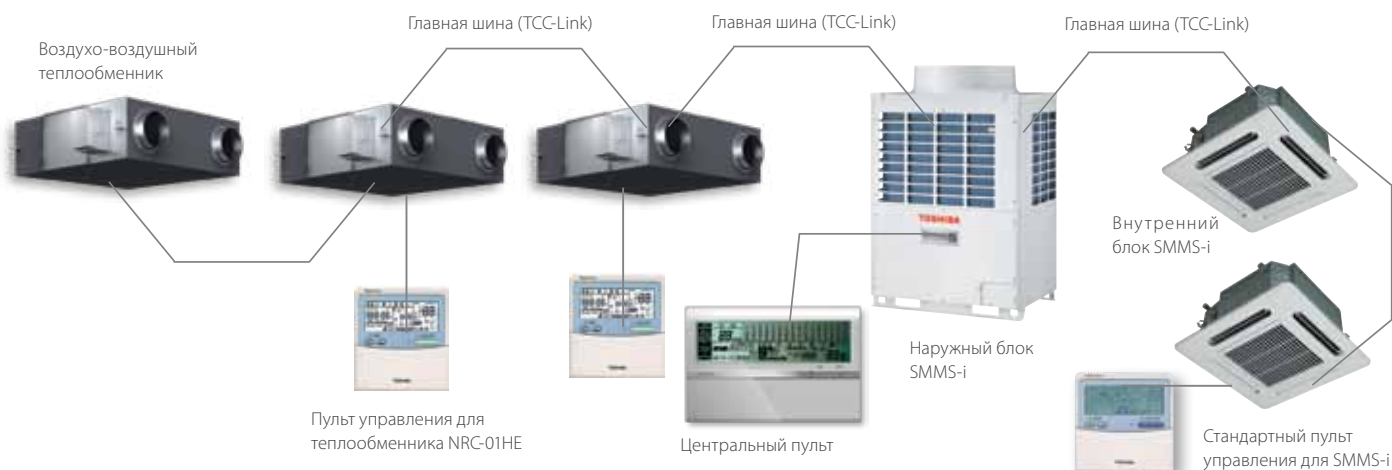 Главная шина (TCC-Link)
Главная шина (TCC-Link)
Главная шина (TCC-Link)
Воздухо-воздушный
теплообменник
TOSHIBA
Внутренний
блок SMMS-i
Наружный блок
SMMS-i
Пульт управления для
теплообменника NRC-01HE
Центральный пульт
Стандартный пульт
управления для SMMS-i